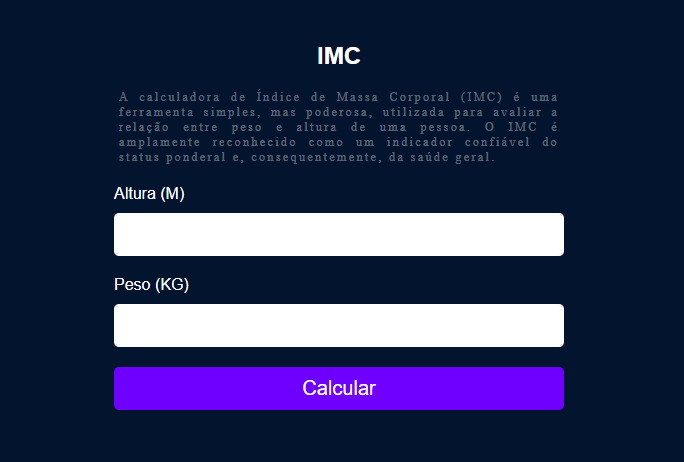 IMC
A calculadora de Índice de Massa Corporal (IMC) é uma
ferramenta simples, mas poderosa, utilizada para avaliar a
relação entre peso e altura de uma pessoa. O IMC é
amplamente reconhecido como um indicador confiável do
status ponderal e, consequentemente, da saúde geral.
Altura (M)
Peso (KG)
Calcular